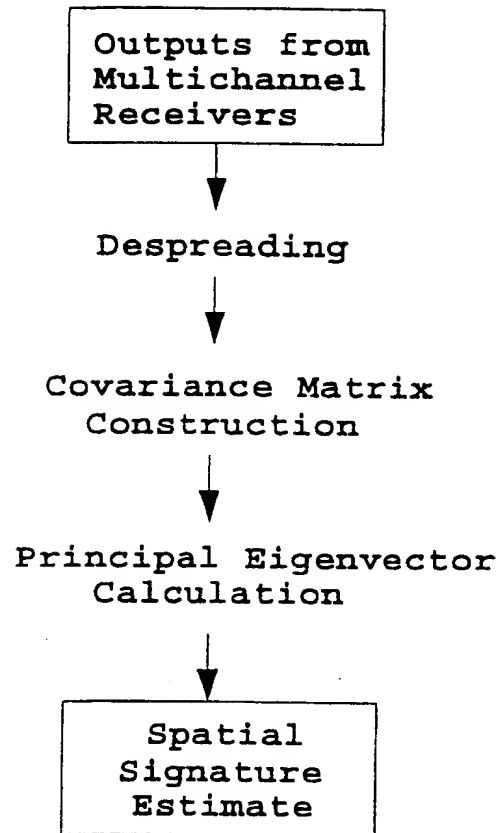 Outputs from
Multichannel
Receivers
Despreading
Covariance Matrix
Construction
Principal Eigenvector
Calculation
Spatial
Signature
Estimate